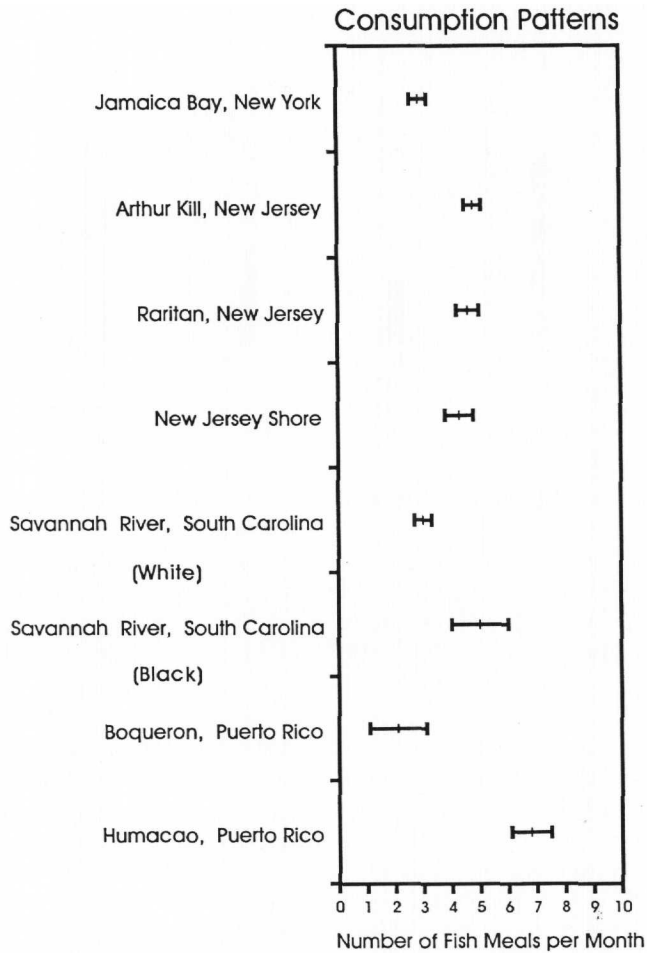 Consumption Patterns
Jamaica Bay, New York
Arthur Kill, New Jersey
Raritan, New Jersey
New Jersey Shore
Savannah River, South Carolina
(White)
Savannah River, South Carolina
(Black)
Boqueron, Puerto Rico
Humacao, Puerto Rico
0 1 2 3 4 5 6 7 8 9 10
Number of Fish Meals per Month